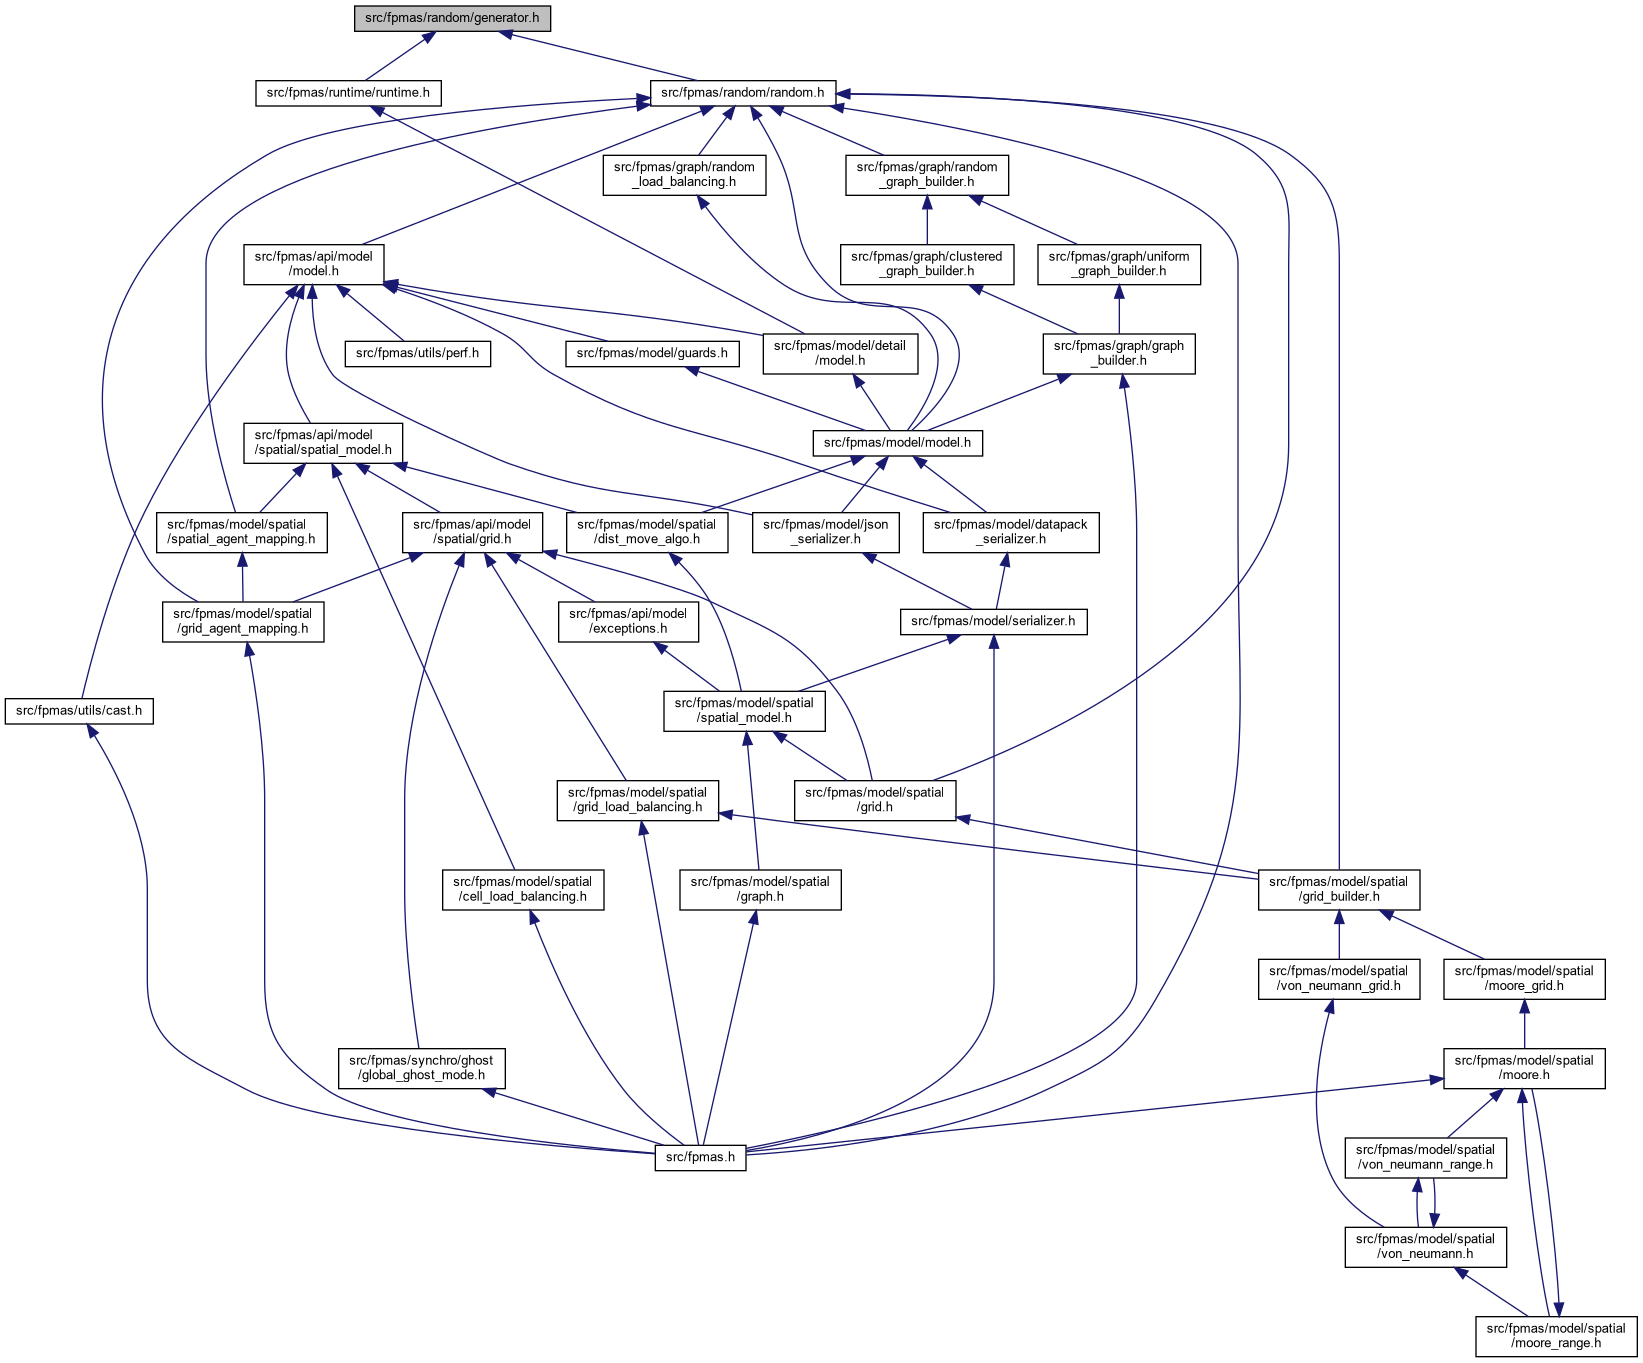 src/fpmas/random/generator.h
src/fpmas/runtime/runtime.h
src/fpmas/random/random.h
src/fpmas/graph/random
_load_balancing.h
src/fpmas/graph/random
_graph_builder.h
src/fpmas/api/model
/model.h
src/fpmas/graph/clustered
_graph_builder.h
src/fpmas/graph/uniform
_graph_builder.h
src/fpmas/utils/perf.h
src/fpmas/model/guards.h
src/fpmas/model/detail
/model.h
src/fpmas/graph/graph
_builder.h
src/fpmas/api/model
/spatial/spatial_model.h
src/fpmas/model/model.h
src/fpmas/model/spatial
/spatial_agent_mapping.h
src/fpmas/api/model
/spatial/grid.h
src/fpmas/model/spatial
/dist_move_algo.h
src/fpmas/model/json
_serializer.h
src/fpmas/model/datapack
_serializer.h
src/fpmas/model/spatial
/grid_agent_mapping.h
src/fpmas/api/model
/exceptions.h
src/fpmas/model/serializer.h
src/fpmas/utils/cast.h
src/fpmas/model/spatial
/spatial_model.h
src/fpmas/model/spatial
/grid_load_balancing.h
src/fpmas/model/spatial
/grid.h
src/fpmas/model/spatial
/cell_load_balancing.h
src/fpmas/model/spatial
/graph.h
src/fpmas/model/spatial
/grid_builder.h
src/fpmas/model/spatial
/von_neumann_grid.h
src/fpmas/model/spatial
/moore_grid.h
src/fpmas/synchro/ghost
/global_ghost_mode.h
src/fpmas/model/spatial
/moore.h
src/fpmas.h
src/fpmas/model/spatial
/von_neumann_range.h
src/fpmas/model/spatial
/von_neumann.h
src/fpmas/model/spatial
/moore_range.h